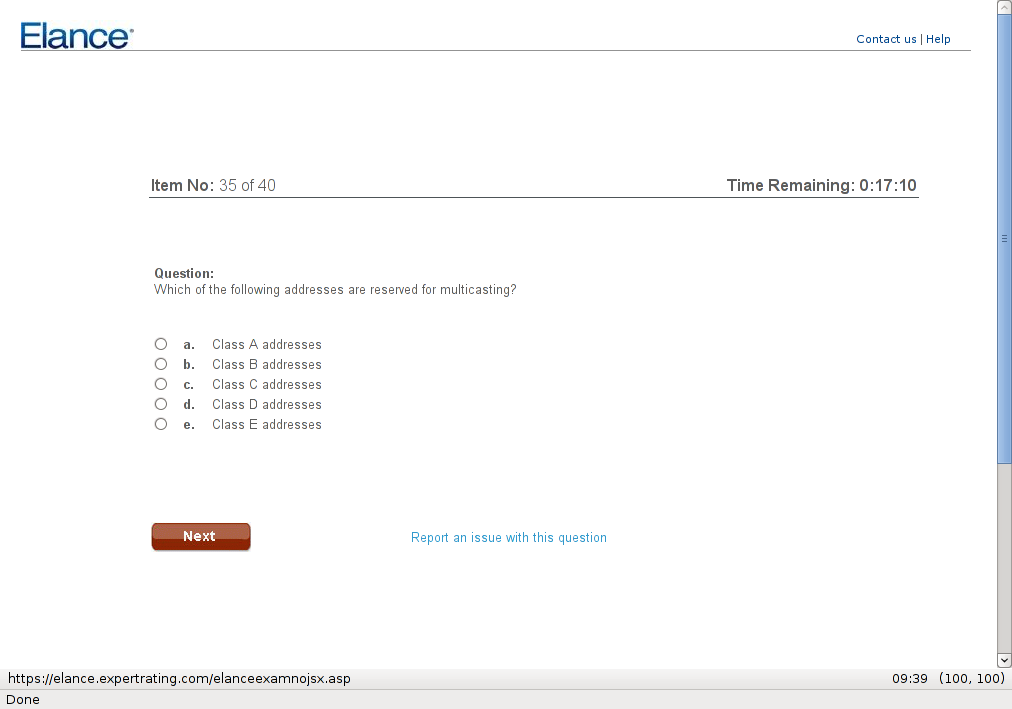 Elance®
Contact us | Help
Item No: 35 of 40
Time Remaining: 0:17:10
Question:
Which of the following addresses are reserved for multicasting?
a. Class A addresses
b. Class B addresses
c. Class C addresses
d. Class D addresses
e. Class E addresses
Next
Report an issue with this question
https://elance.expertrating.com/elanceexamnojsx.asp
09:39 (100, 100)
Done